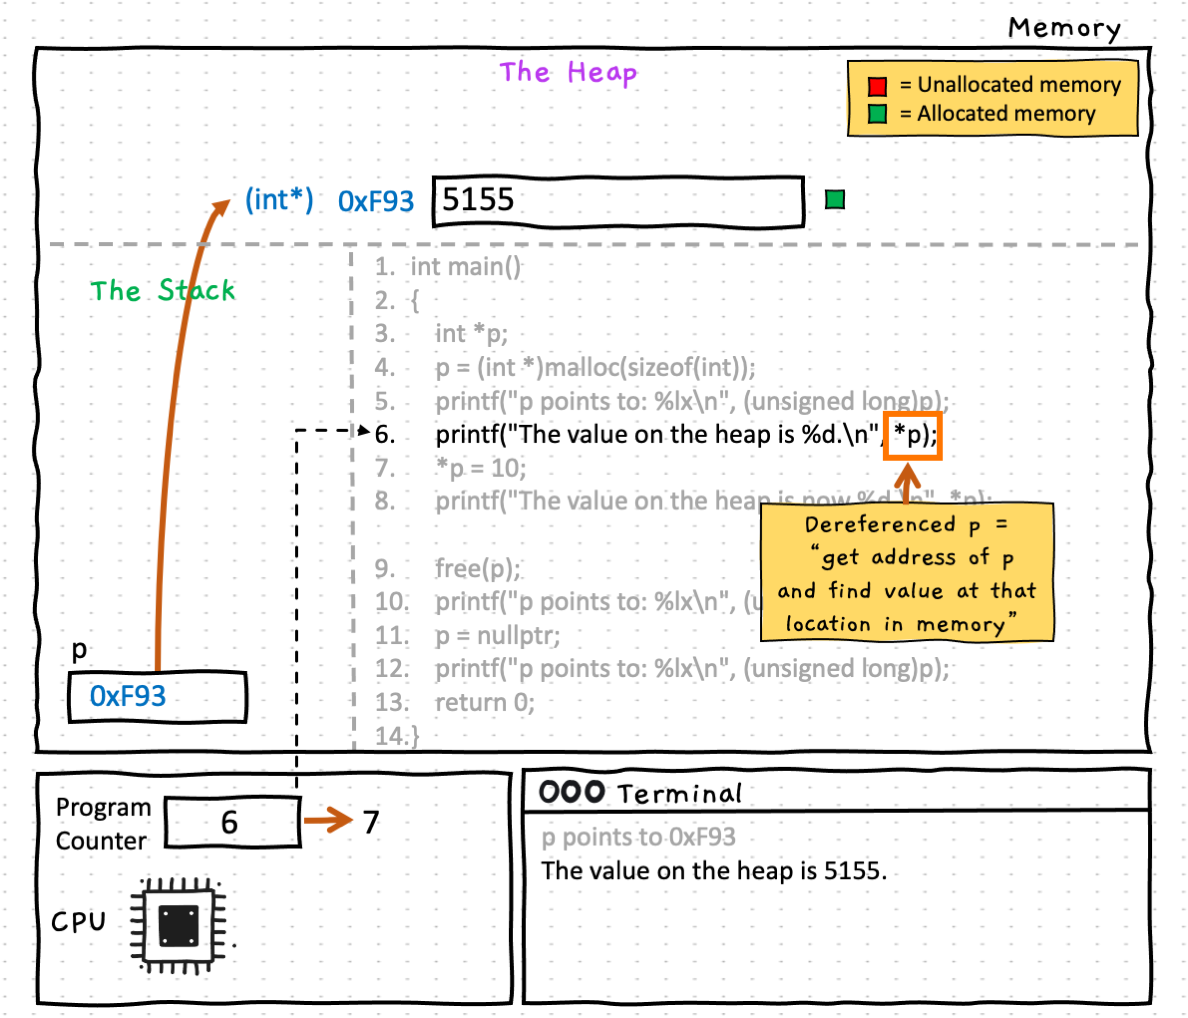 Memory
The Heap
= Unallocated memory
= Allocated memory
(int*) 0xF93 5155
The Stack
1. int main()
2. {
3. int *p;
4. p = (int *)malloc(sizeof(int));
5. printf("p points to: %lx\n", (unsigned long)p);
6. printf("The value on the heap is %d.\n", *p);
7. *p = 10;
8. printf("The value on the heap is now %d.\n", *p);
Dereferenced p =
“get address of p
and find value at that
location in memory”
9. free(p);
10. printf("p points to: %lx\n", (u
11. p = nullptr;
12. printf("p points to: %lx\n", (unsigned long)p);
13. return 0;
14.}
p
0xF93
Program
Counter
6
7
CPU
Terminal
p points to 0xF93
The value on the heap is 5155.